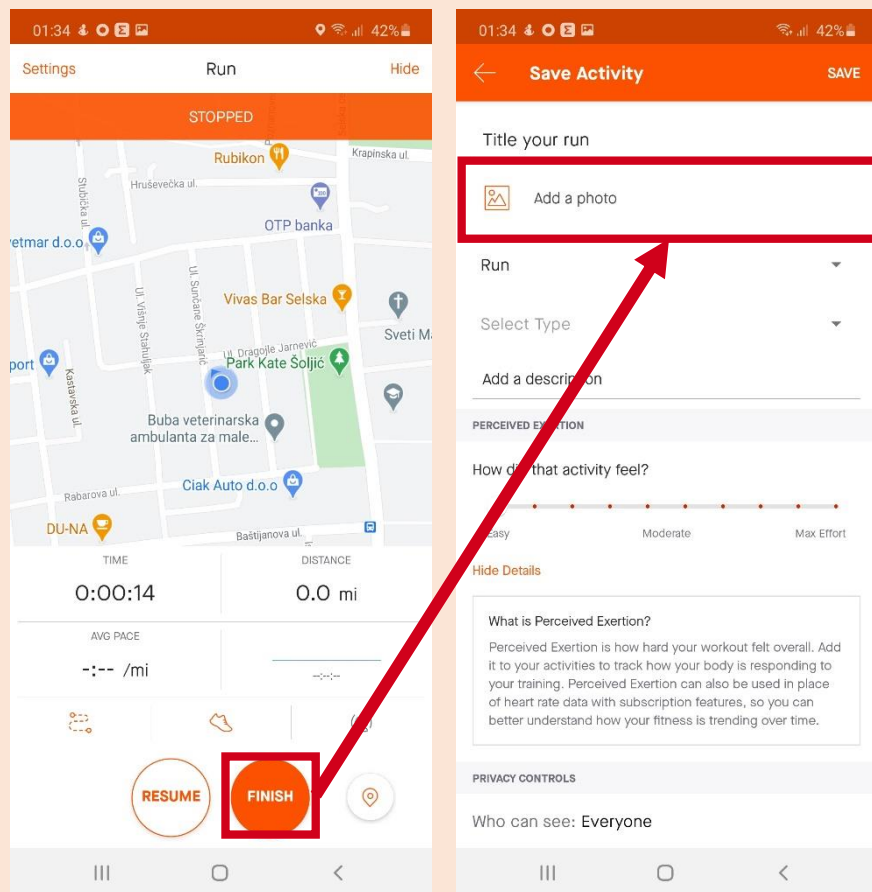 01:34
42%
Settings
Run
Hide
STOPPED
Rubikon
Krapinska ul.
Stubička ul.
Hruševečka ul.
OTP banka
etmar d.o.o.
Ul. Višnje Stahuljak
Ul. Sunčane Škrinjarić
Vivas Bar Selska
Sveti M
Ul. Dragojle Jarnević
port
Park Kate Šoljić
Kastavska ul.
Buba veterinarska
ambulanta za male...
Ciak Auto d.o.o
Rabarova ul.
DU-NA
Baštijanova ul.
TIME
DISTANCE
0:00:14
0.0 mi
AVG PACE
-:-- /mi
--:--:--
RESUME
FINISH
01:34
42%
Save Activity
SAVE
Title your run
Add a photo
Run
Select Type
Add a description
PERCEIVED EXERTION
How did that activity feel?
Easy
Moderate
Max Effort
Hide Details
What is Perceived Exertion?
Perceived Exertion is how hard your workout felt overall. Add
it to your activities to track how your body is responding to
your training. Perceived Exertion can also be used in place
of heart rate data with subscription features, so you can
better understand how your fitness is trending over time.
PRIVACY CONTROLS
Who can see: Everyone